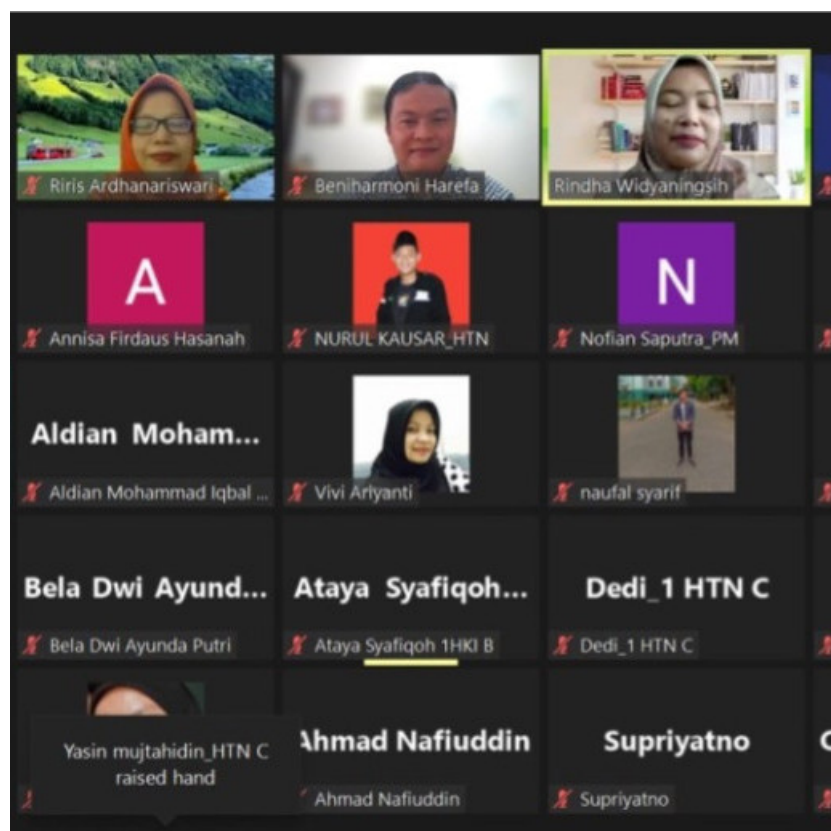 Riris Ardhanariswari
Beniharmoni Harefa
Rindha Widyaningsih
A
N
Annisa Firdaus Hasanah
NURUL KAUSAR_HTN
Nofian Saputra_PM
Aldian Moham...
Aldian Mohammad Iqbal ...
Vivi Ariyanti
naufal syarif
Bela Dwi Ayund...
Ataya Syafiqoh...
Dedi_1 HTN C
Bela Dwi Ayunda Putri
Ataya Syafiqoh 1HKI B
Dedi_1 HTN C
Yasin mujtahidin_HTN C
raised hand
Ahmad Nafiuddin
Supriyatno
Ahmad Nafiuddin
Supriyatno